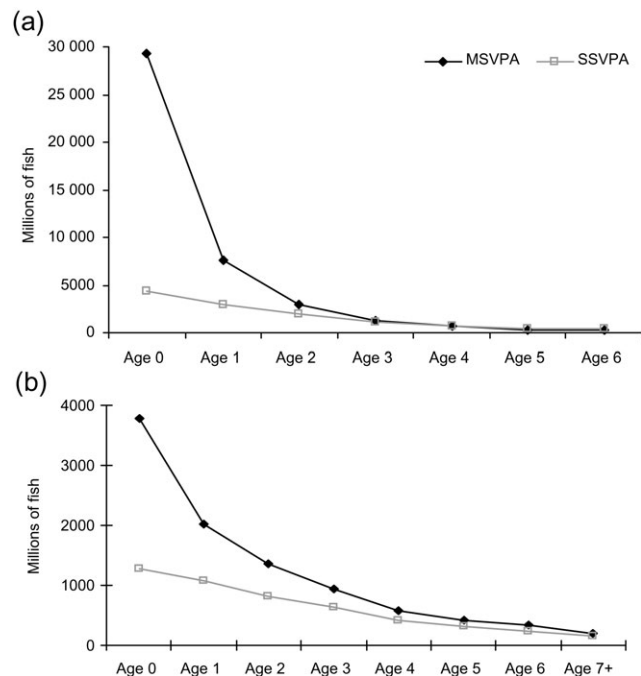 (a)
30 000
25 000
20 000
15 000
10 000
5000
0
Millions of fish
MSVPA SSVPA
Age 0 Age 1 Age 2 Age 3 Age 4 Age 5 Age 6
(b)
4000
3000
2000
1000
0
Millions of fish
Age 0 Age 1 Age 2 Age 3 Age 4 Age 5 Age 6 Age 7+